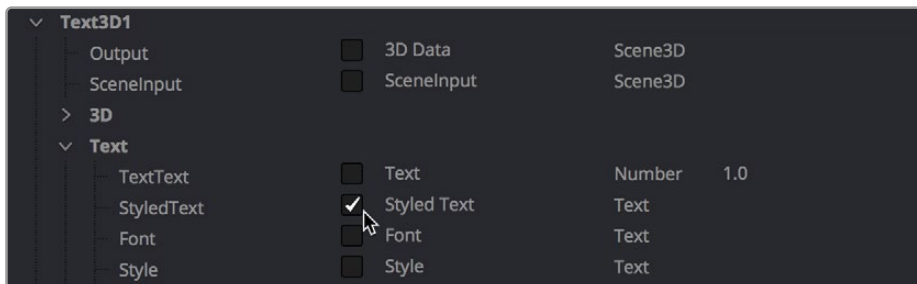 Text3D1
Output 3D Data Scene3D
SceneInput SceneInput Scene3D
3D
Text
TextText Text Number 1.0
StyledText Styled Text Text
Font Font Text
Style Style Text